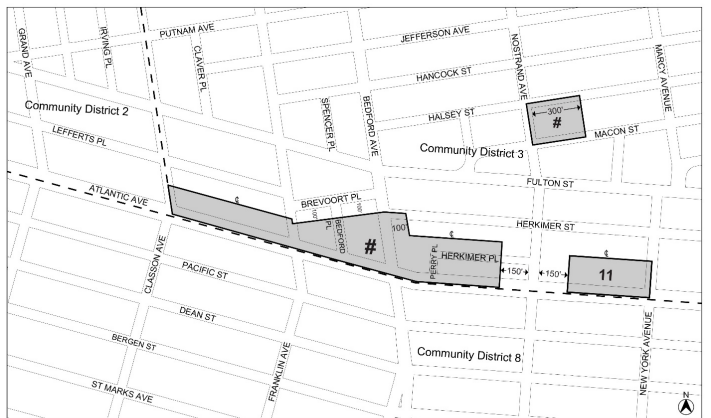 GRAND AVE
IRVING PL
PUTNAM AVE
CLAVER PL
JEFFERSON AVE
NOSTRAND AVE
MARCY AVENUE
HANCOCK ST
Community District 2
SPENCER PL
BEDFORD AVE
HALSEY ST
300'
#
MACON ST
LEFFERTS PL
Community District 3
FULTON ST
ATLANTIC AVE
℄
BREVOORT PL
100'
100'
BEDFORD PL
#
100'
HERKIMER ST
℄
HERKIMER PL
PERRY PL
150'
150'
℄
11
CLASSON AVE
PACIFIC ST
DEAN ST
BERGEN ST
FRANKLIN AVE
Community District 8
NEW YORK AVENUE
ST MARKS AVE
N